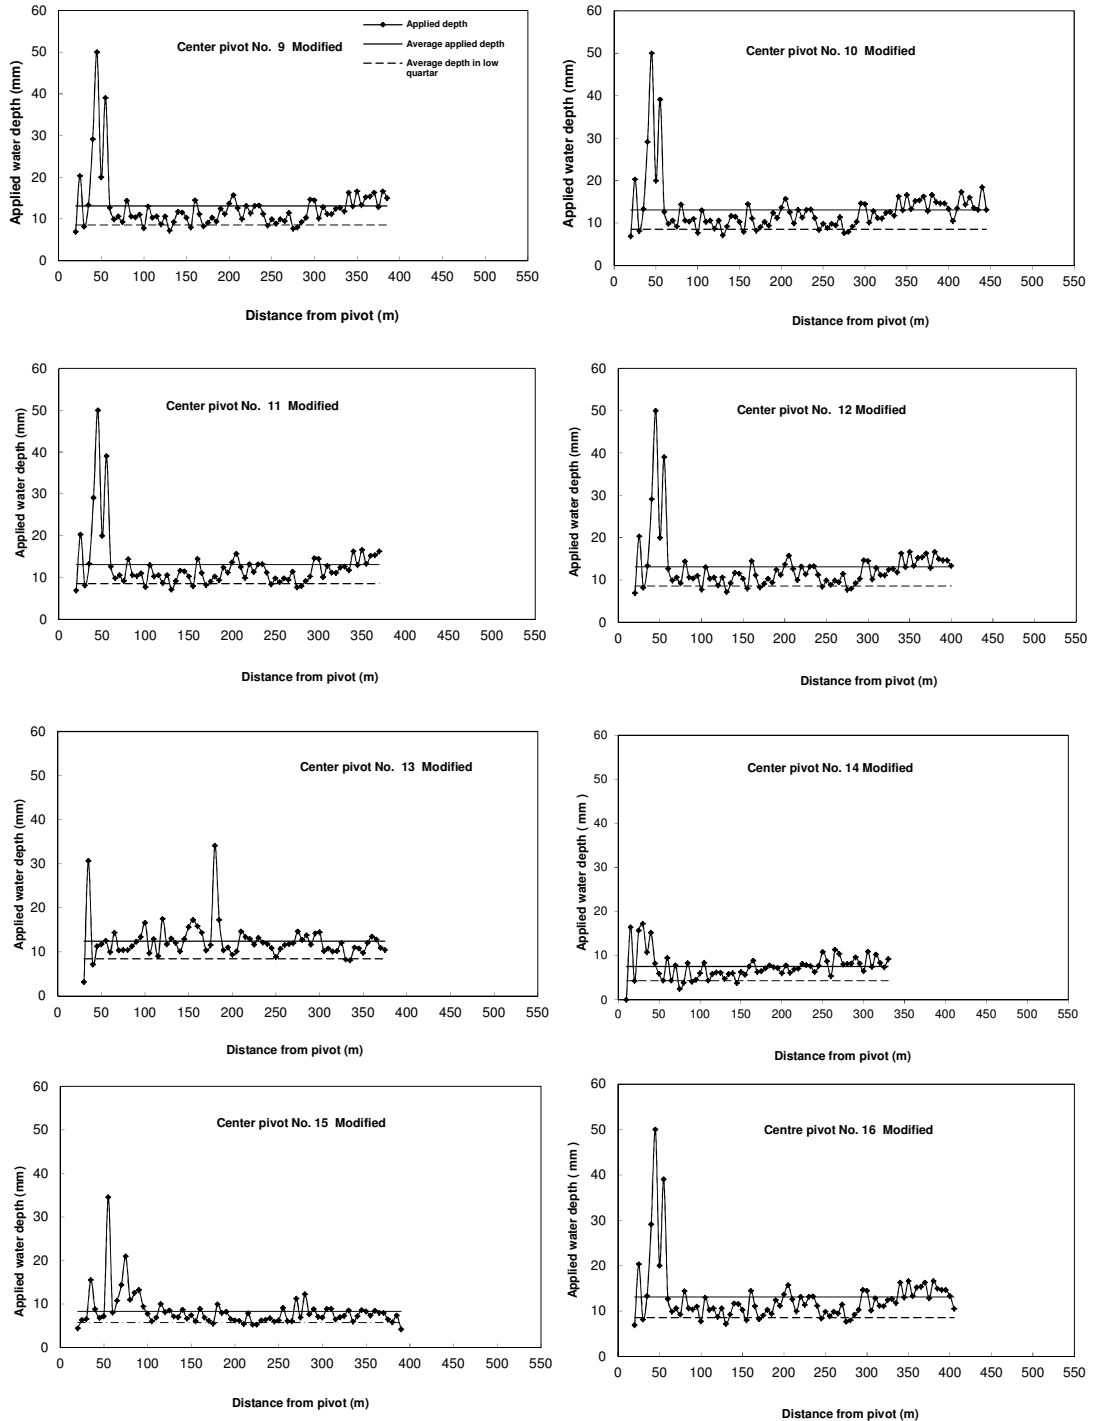 Center pivot No. 9 Modified
Applied depth
Average applied depth
Average depth in low
quartar
Applied water depth (mm)
60
50
40
30
20
10
0
0 50 100 150 200 250 300 350 400 450 500 550
Distance from pivot (m)
Center pivot No. 10 Modified
Applied water depth (mm)
60
50
40
30
20
10
0
0 50 100 150 200 250 300 350 400 450 500 550
Distance from pivot (m)
Center pivot No. 11 Modified
Applied water depth (mm)
60
50
40
30
20
10
0
0 50 100 150 200 250 300 350 400 450 500 550
Distance from pivot (m)
Center pivot No. 12 Modified
Applied water depth (mm)
60
50
40
30
20
10
0
0 50 100 150 200 250 300 350 400 450 500 550
Distance from pivot (m)
Center pivot No. 13 Modified
Applied water depth (mm)
60
50
40
30
20
10
0
0 50 100 150 200 250 300 350 400 450 500 550
Distance from pivot (m)
Center pivot No. 14 Modified
Applied water depth ( mm )
60
50
40
30
20
10
0
0 50 100 150 200 250 300 350 400 450 500 550
Distance from pivot (m)
Center pivot No. 15 Modified
Applied water depth (mm)
60
50
40
30
20
10
0
0 50 100 150 200 250 300 350 400 450 500 550
Distance from pivot (m)
Centre pivot No. 16 Modified
Applied water depth ( mm )
60
50
40
30
20
10
0
0 50 100 150 200 250 300 350 400 450 500 550
Distance from pivot (m)